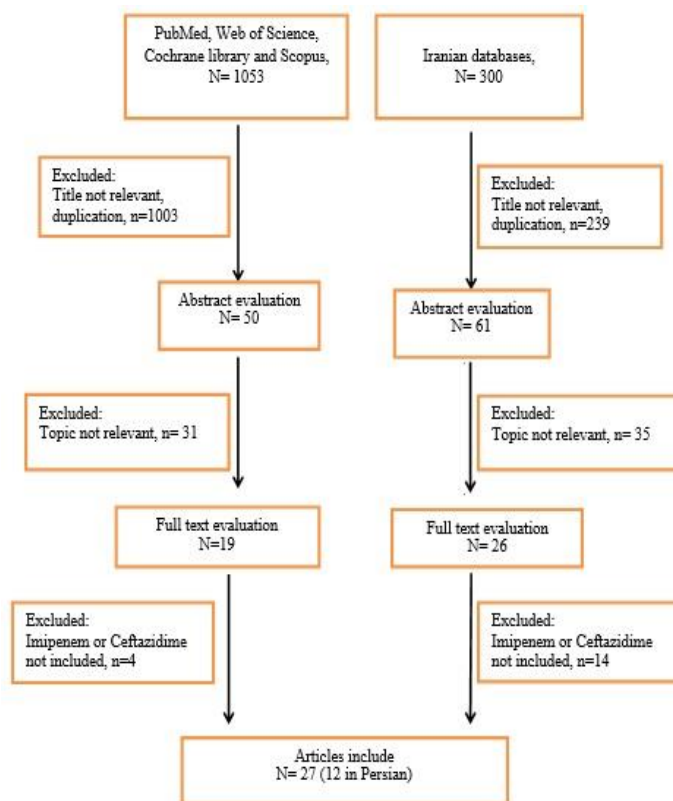 PubMed, Web of Science,
Cochrane library and Scopus,
N= 1053
Iranian databases,
N= 300
Excluded:
Title not relevant,
duplication, n=1003
Excluded:
Title not relevant,
duplication, n=239
Abstract evaluation
N= 50
Abstract evaluation
N= 61
Excluded:
Topic not relevant, n= 31
Excluded:
Topic not relevant, n= 35
Full text evaluation
N=19
Full text evaluation
N= 26
Excluded:
Imipenem or Ceftazidime
not included, n=4
Excluded:
Imipenem or Ceftazidime
not included, n=14
Articles include
N= 27 (12 in Persian)